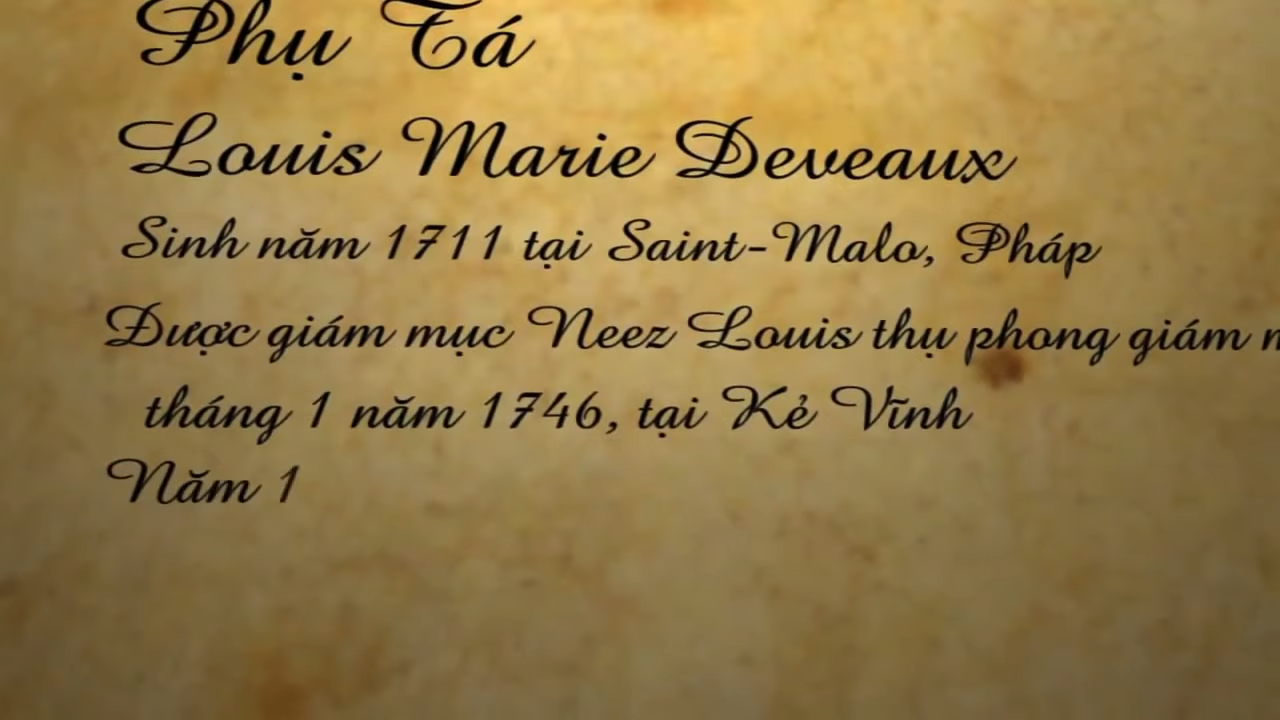 Phụ Tá
Louis Marie Deveaux
Sinh năm 1711 tại Saint-Malo, Pháp
Được giám mục Neez Louis thụ phong giám
tháng 1 năm 1746, tại Kẻ Vĩnh
Năm 1